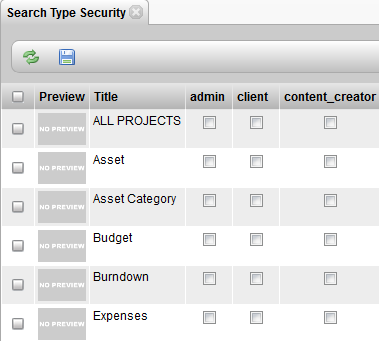 Search Type Security
Preview Title admin client content_creator
NO PREVIEW ALL PROJECTS
NO PREVIEW Asset
NO PREVIEW Asset Category
NO PREVIEW Budget
NO PREVIEW Burndown
NO PREVIEW Expenses